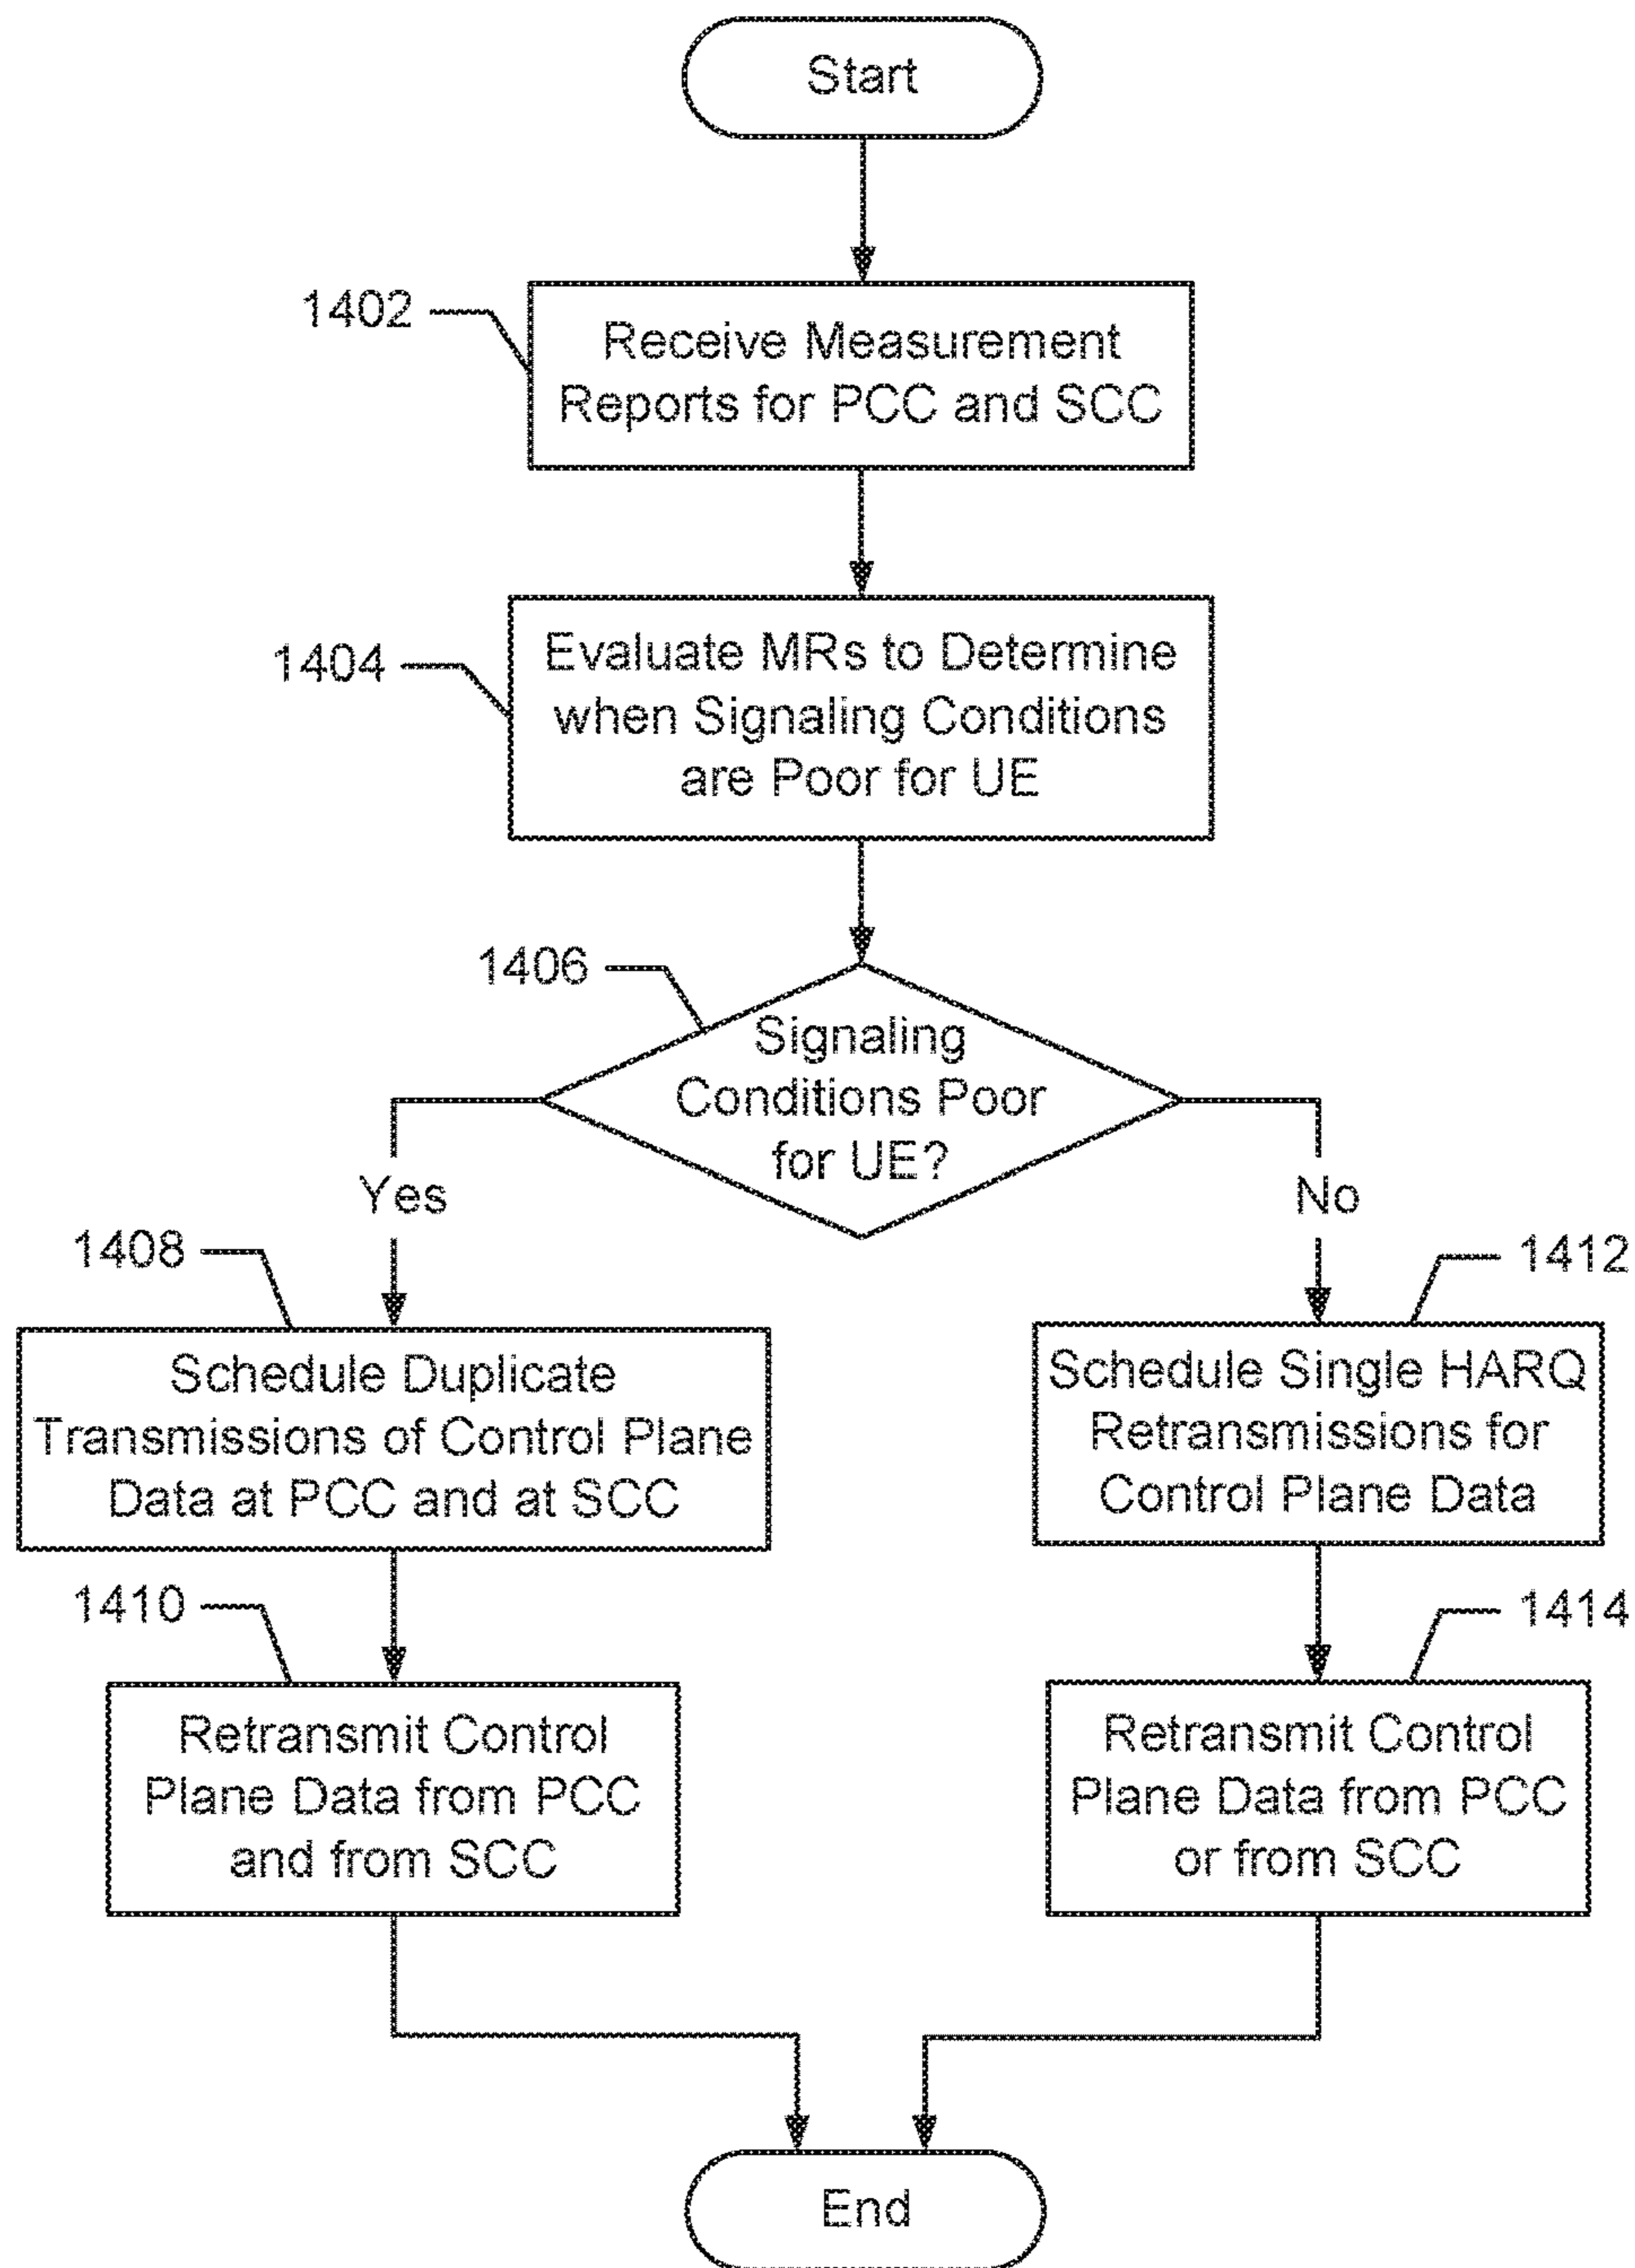 Start
1402
Receive Measurement
Reports for PCC and SCC
1404
Evaluate MRs to Determine
when Signaling Conditions
are Poor for UE
1406
Signaling
Conditions Poor
for UE?
Yes
No
1408
Schedule Duplicate
Transmissions of Control Plane
Data at PCC and at SCC
1412
Schedule Single HARQ
Retransmissions for
Control Plane Data
1410
Retransmit Control
Plane Data from PCC
and from SCC
1414
Retransmit Control
Plane Data from PCC
or from SCC
End